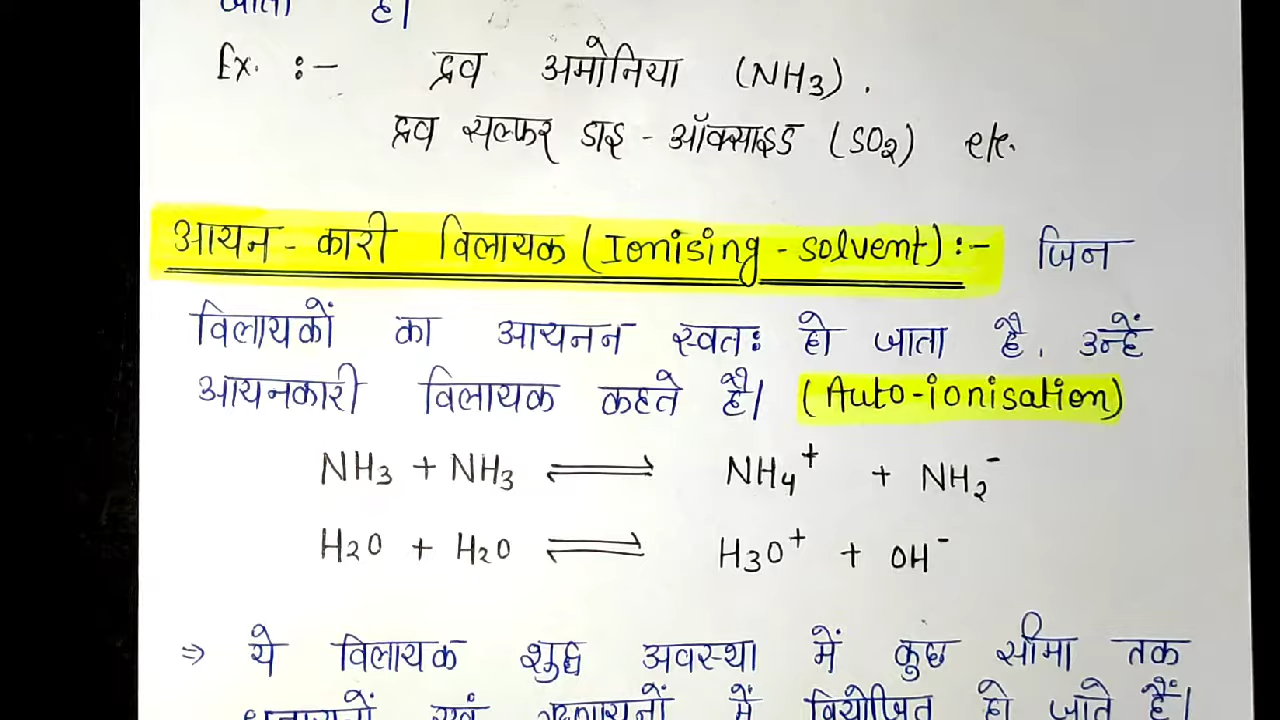 जाता है।
Ex. :- द्रव अमोनिया (NH3).
द्रव सल्फर डाइ - ऑक्साइड (SO2) etc.
आयन - कारी विलायक (Ionising - solvent) :- जिन
विलायकों का आयनन स्वतः हो जाता है, उन्हें
आयनकारी विलायक कहते है। (Auto-ionisation)
NH3 + NH3 ⇌ NH4+ + NH2-
H2O + H2O ⇌ H3O+ + OH-
⇒ ये विलायक शुद्ध अवस्था में कुछ सीमा तक
एवं में वियोजित हो जाते हैं।